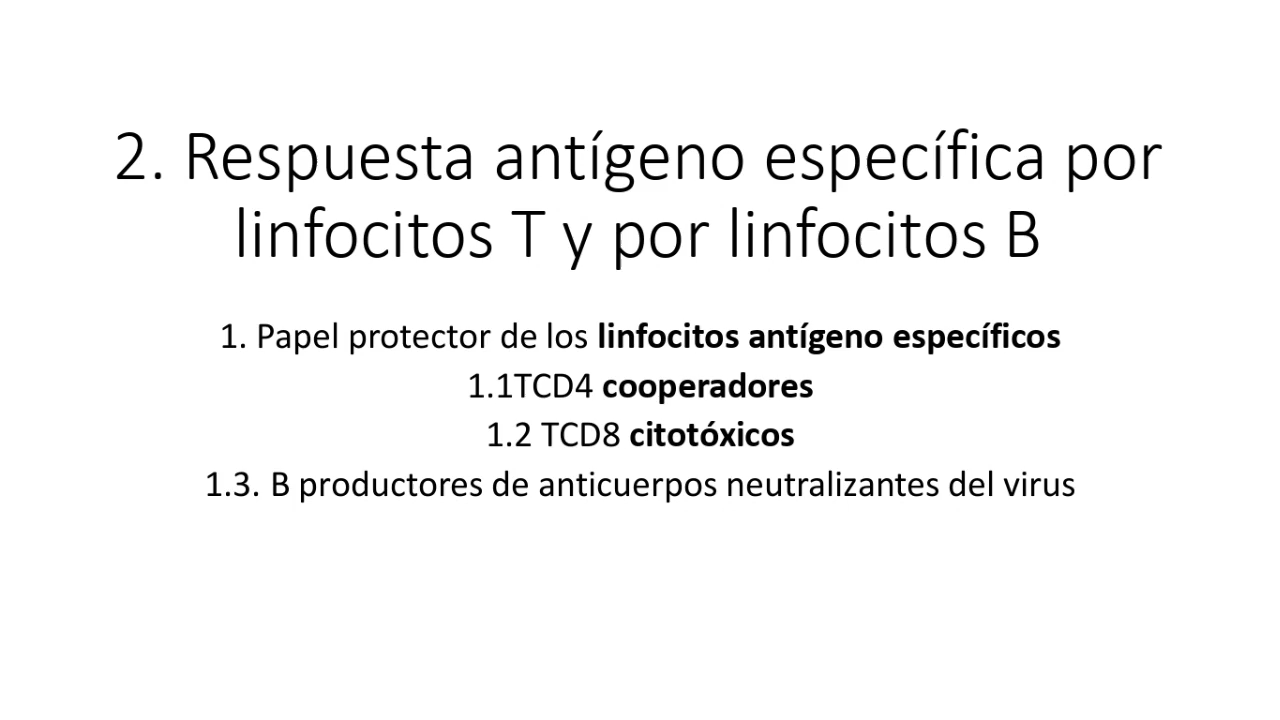 2. Respuesta antígeno específica por
linfocitos T y por linfocitos B
1. Papel protector de los linfocitos antígeno específicos
1.1TCD4 cooperadores
1.2 TCD8 citotóxicos
1.3. B productores de anticuerpos neutralizantes del virus